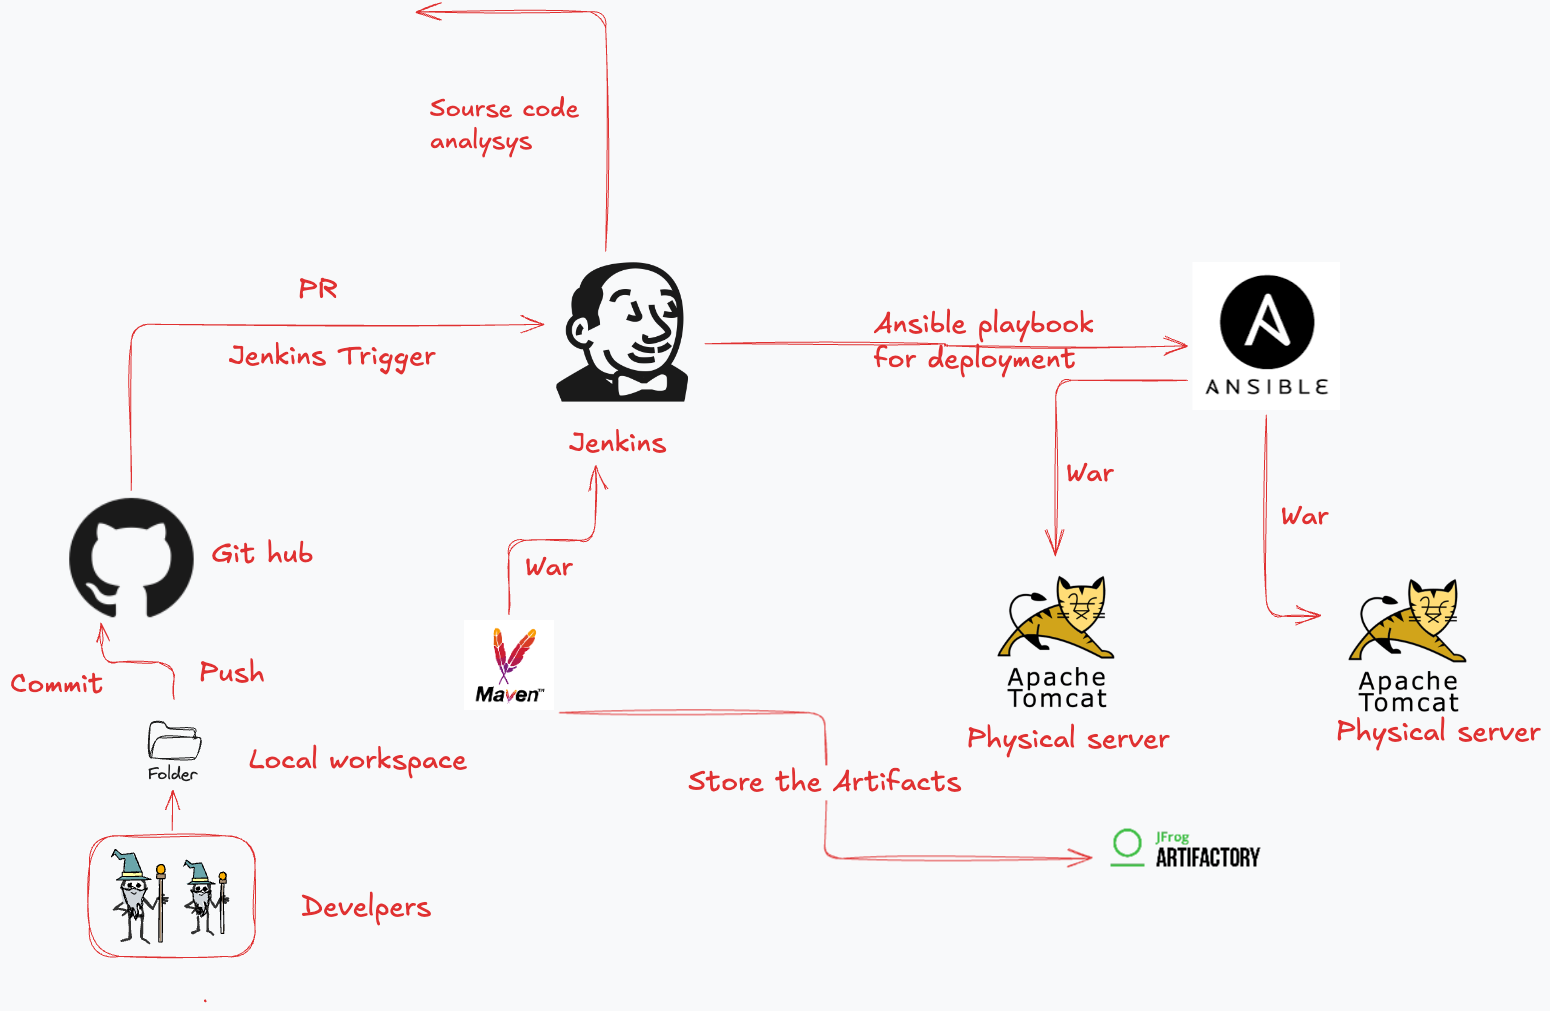 Sourse code
analysys
PR
Jenkins Trigger
Ansible playbook
for deployment
ANSIBLE
Jenkins
War
War
Git hub
War
Maven™
Commit
Push
Apache
Tomcat
Physical server
Apache
Tomcat
Physical server
Folder
Local workspace
Store the Artifacts
JFrog
ARTIFACTORY
Develpers